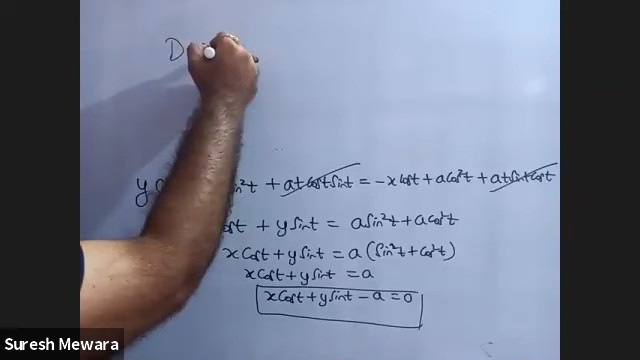 D
y sin²t + at cost sint = -x cost + a cos²t + at sint cost
cost + y sint = a sin²t + a cos²t
x cost + y sint = a (sin²t + cos²t)
x cost + y sint = a
x cost + y sint - a = 0
Suresh Mewara